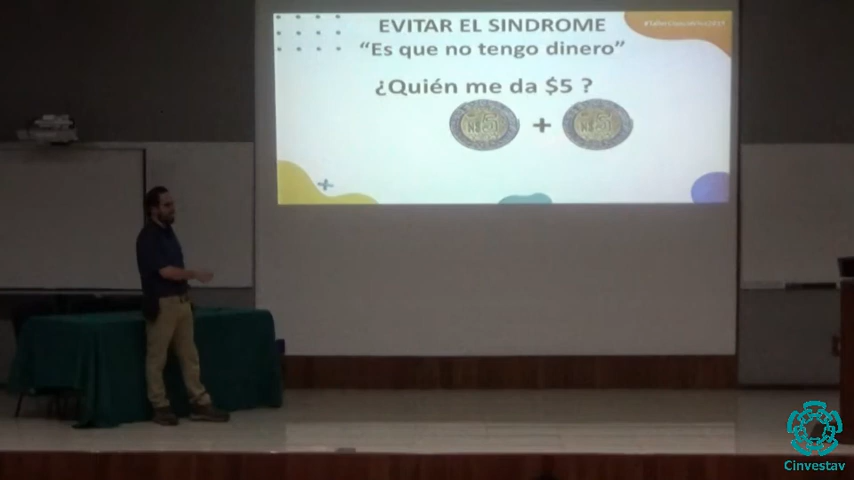 EVITAR EL SINDROME
“Es que no tengo dinero”
¿Quién me da $5 ?
+
Cinvestav